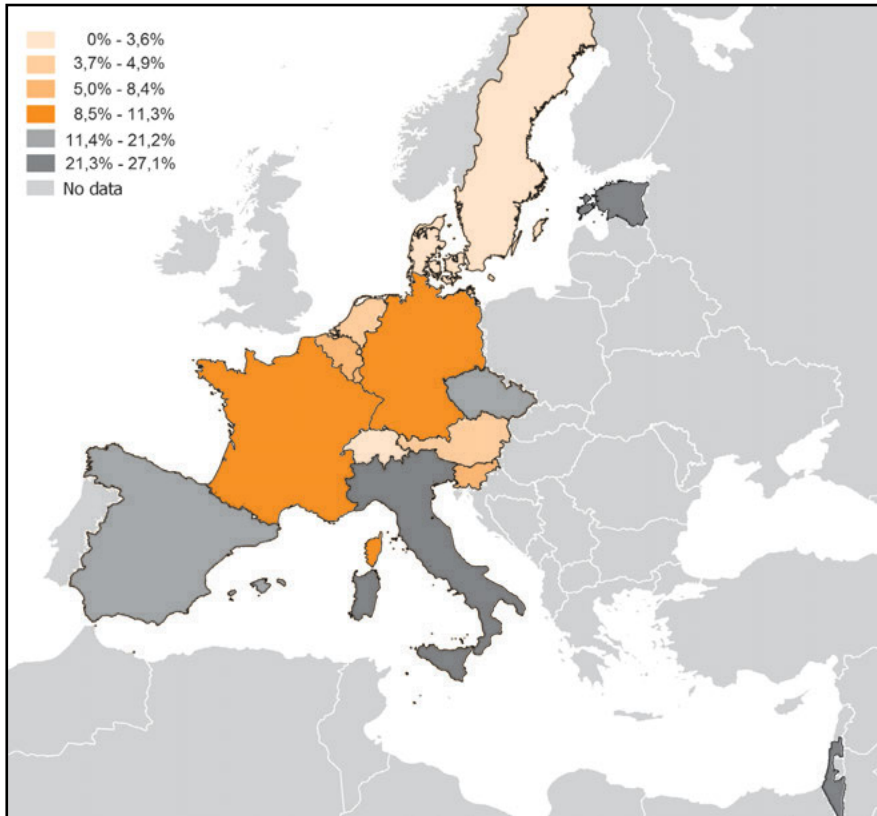 0% - 3,6%
3,7% - 4,9%
5,0% - 8,4%
8,5% - 11,3%
11,4% - 21,2%
21,3% - 27,1%
No data